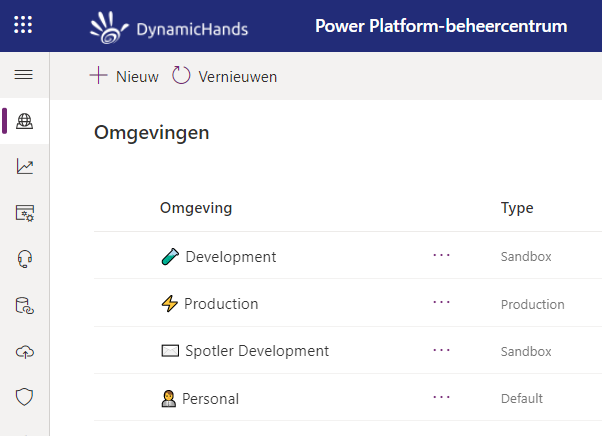 DynamicHands Power Platform-beheercentrum
Nieuw Vernieuwen
Omgevingen
Omgeving Type
🧪 Development ... Sandbox
⚡ Production ... Production
✉️ Spotler Development ... Sandbox
👩‍💼 Personal ... Default